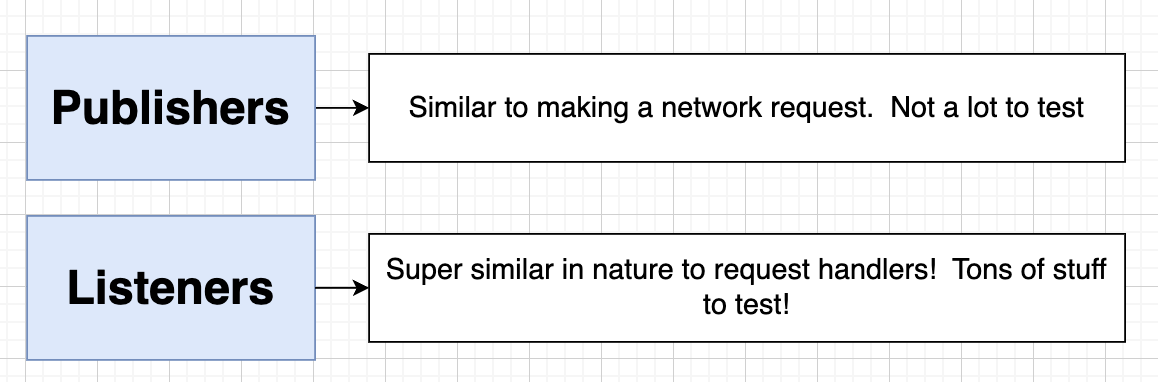 Publishers
Similar to making a network request.  Not a lot to test
Listeners
Super similar in nature to request handlers!  Tons of stuff
to test!